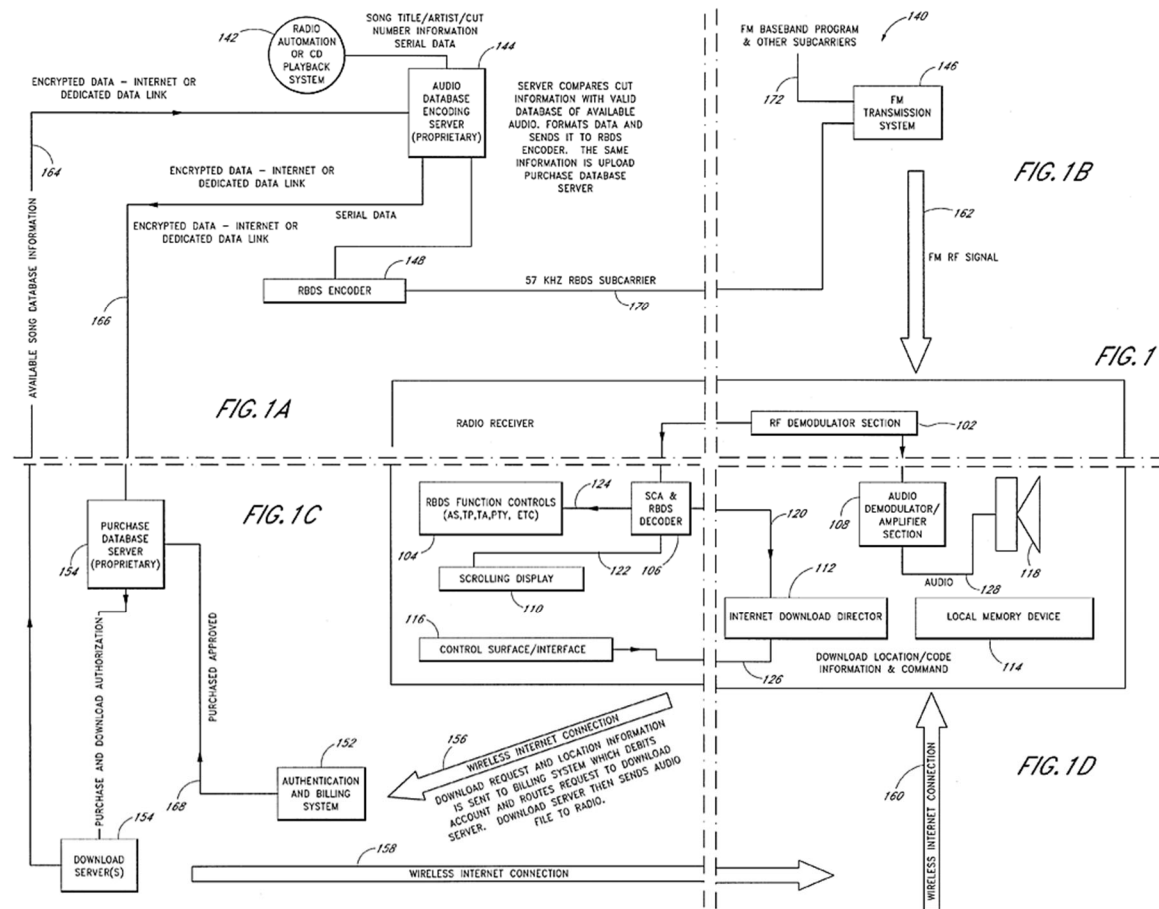 SONG TITLE/ARTIST/CUT
NUMBER INFORMATION
SERIAL DATA
142
RADIO
AUTOMATION
OR CD
PLAYBACK
SYSTEM
144
ENCRYPTED DATA – INTERNET OR
DEDICATED DATA LINK
AUDIO
DATABASE
ENCODING
SERVER
(PROPRIETARY)
SERVER COMPARES CUT
INFORMATION WITH VALID
DATABASE OF AVAILABLE
AUDIO. FORMATS DATA AND
SENDS IT TO RBDS
ENCODER. THE SAME
INFORMATION IS UPLOAD
PURCHASE DATABASE
SERVER
164
ENCRYPTED DATA – INTERNET OR
DEDICATED DATA LINK
SERIAL DATA
ENCRYPTED DATA – INTERNET OR
DEDICATED DATA LINK
148
RBDS ENCODER
57 KHZ RBDS SUBCARRIER
170
166
AVAILABLE SONG DATABASE INFORMATION
FIG. 1A
FM BASEBAND PROGRAM
& OTHER SUBCARRIERS
140
172
146
FM
TRANSMISSION
SYSTEM
FIG. 1B
162
FM RF SIGNAL
FIG. 1
RADIO RECEIVER
RF DEMODULATOR SECTION
102
FIG. 1C
RBDS FUNCTION CONTROLS
(AS,TP,TA,PTY, ETC)
104
124
SCA &
RBDS
DECODER
106
122
SCROLLING DISPLAY
110
116
CONTROL SURFACE/INTERFACE
120
108
AUDIO
DEMODULATOR/
AMPLIFIER
SECTION
118
AUDIO
128
112
INTERNET DOWNLOAD DIRECTOR
LOCAL MEMORY DEVICE
114
126
DOWNLOAD LOCATION/CODE
INFORMATION & COMMAND
PURCHASE
DATABASE
SERVER
(PROPRIETARY)
154
PURCHASE AND DOWNLOAD AUTHORIZATION
PURCHASED APPROVED
168
152
AUTHENTICATION
AND BILLING
SYSTEM
156
WIRELESS INTERNET CONNECTION
DOWNLOAD REQUEST AND LOCATION INFORMATION
IS SENT TO BILLING SYSTEM WHICH DEBITS
ACCOUNT AND ROUTES REQUEST TO DOWNLOAD
SERVER. DOWNLOAD SERVER THEN SENDS AUDIO
FILE TO RADIO.
FIG. 1D
160
WIRELESS INTERNET CONNECTION
154
DOWNLOAD
SERVER(S)
158
WIRELESS INTERNET CONNECTION